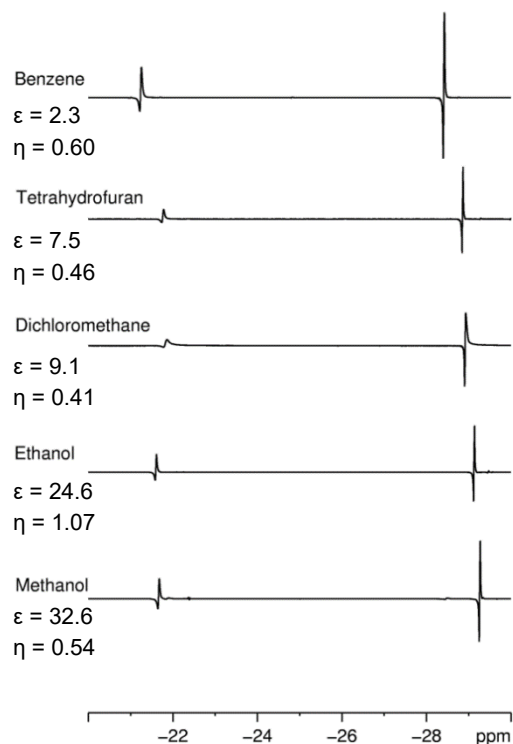 Benzene
ε = 2.3
η = 0.60
Tetrahydrofuran
ε = 7.5
η = 0.46
Dichloromethane
ε = 9.1
η = 0.41
Ethanol
ε = 24.6
η = 1.07
Methanol
ε = 32.6
η = 0.54
−22 −24 −26 −28 ppm